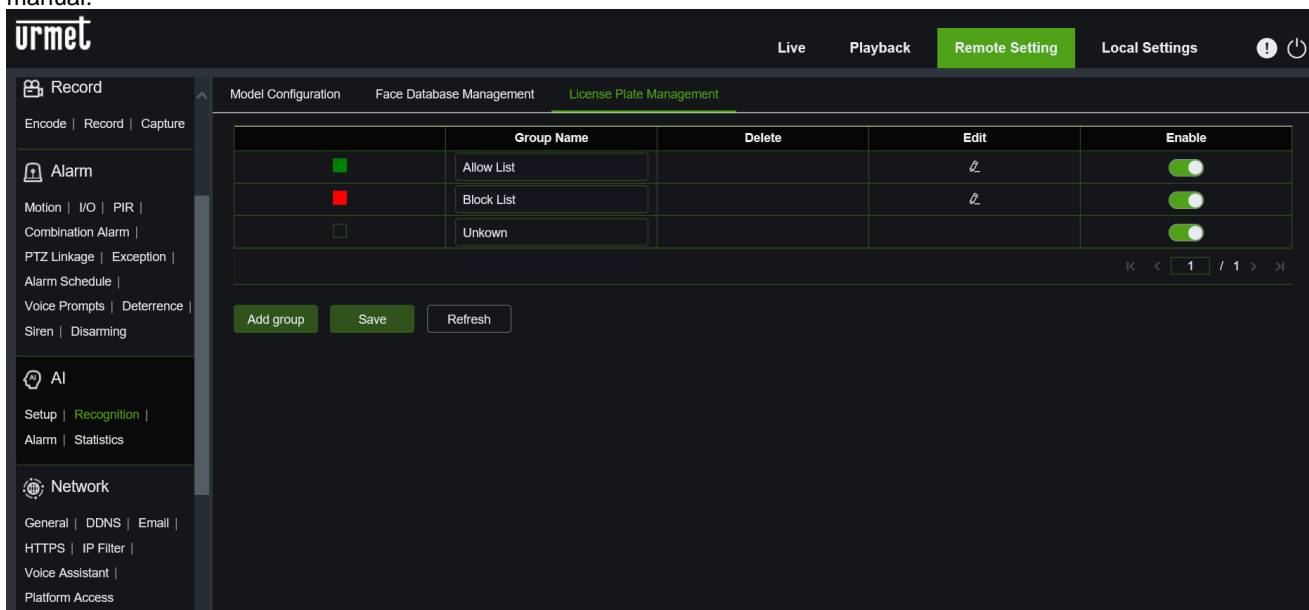 manual.
urmet
Live Playback Remote Setting Local Settings
Record
Encode | Record | Capture
Alarm
Motion | I/O | PIR |
Combination Alarm |
PTZ Linkage | Exception |
Alarm Schedule |
Voice Prompts | Deterrence |
Siren | Disarming
AI
Setup | Recognition |
Alarm | Statistics
Network
General | DDNS | Email |
HTTPS | IP Filter |
Voice Assistant |
Platform Access
Model Configuration Face Database Management License Plate Management
Group Name Delete Edit Enable
Allow List
Block List
Unkown
1 / 1
Add group Save Refresh